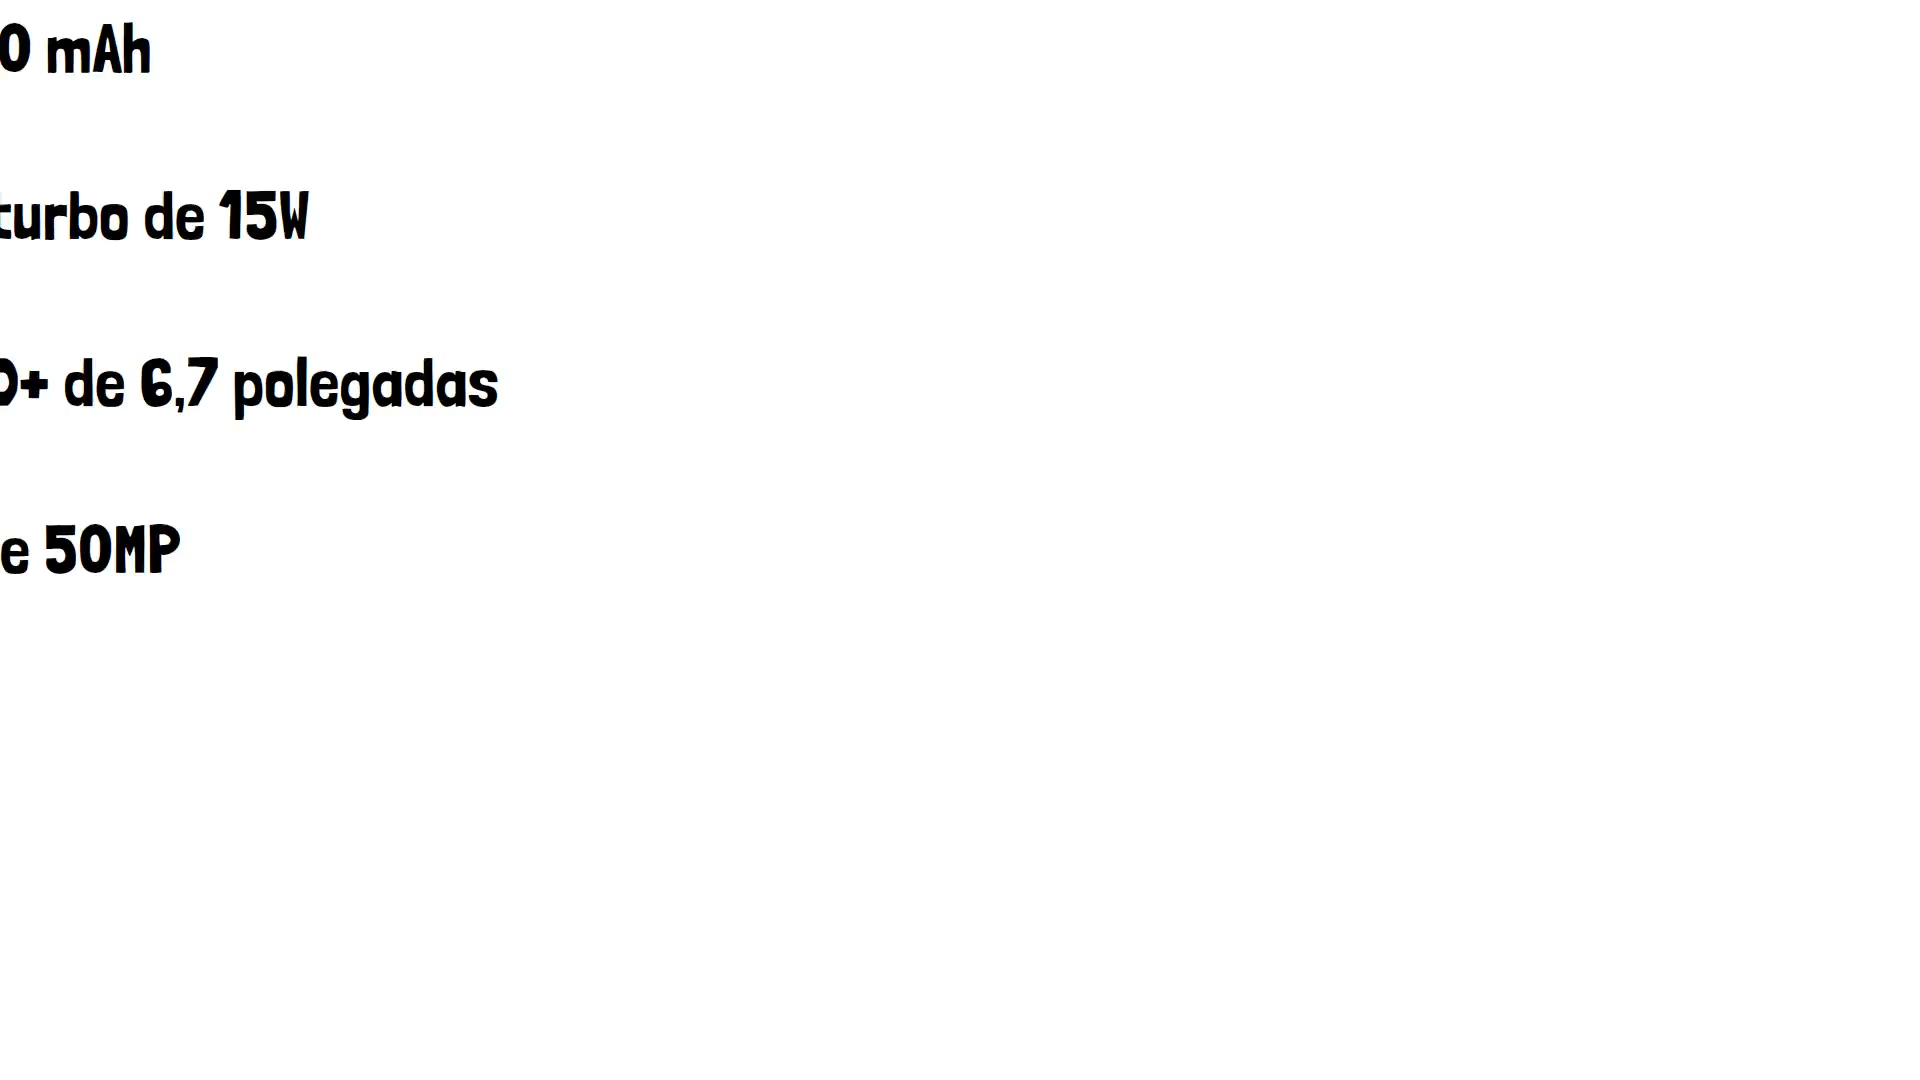 0 mAh
turbo de 15W
D+ de 6,7 polegadas
e 50MP